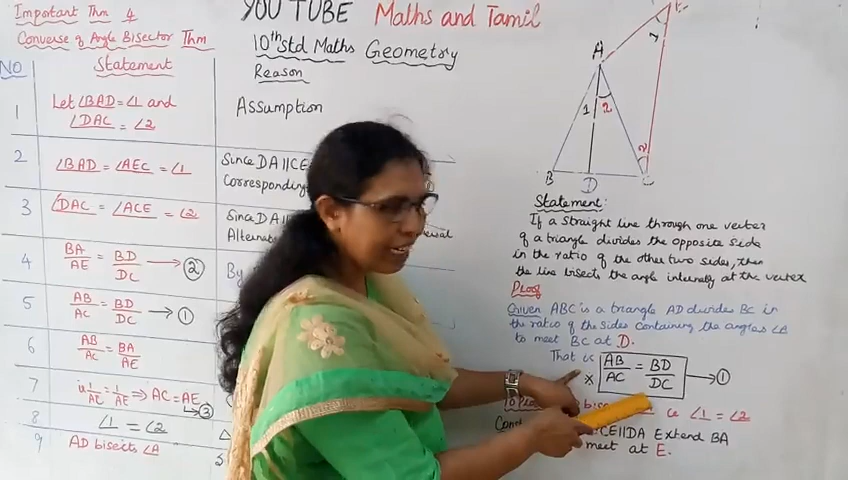 Important Thm 4
Converse of Angle Bisector Thm
YOU TUBE Maths and Tamil
10th Std Maths Geometry
NO Statement Reason
1 Let ∠BAD = ∠1 and
∠DAC = ∠2
Assumption
2 ∠BAD = ∠AEC = ∠1
Since DA || CE
Corresponding
3 ∠DAC = ∠ACE = ∠2
Since DA ||
4 BA/AE = BD/DC → 2
By
5 AB/AC = BD/DC → 1
6 AB/AC = BA/AE
7 1/AC = 1/AE → AC = AE
→ 3
8 ∠1 = ∠2
9 AD bisects ∠A
A
1 2
1
2
B D C
Statement:
If a straight line through one vertex
of a triangle divides the opposite side
in the ratio of the other two sides, then
the line bisects the angle internally at the vertex
Proof
Given ABC is a triangle AD divides BC in
the ratio of the sides containing the angles ∠A
to meet BC at D.
That is AB/AC = BD/DC → 1
ie ∠1 = ∠2
CE || DA Extend BA
meet at E.